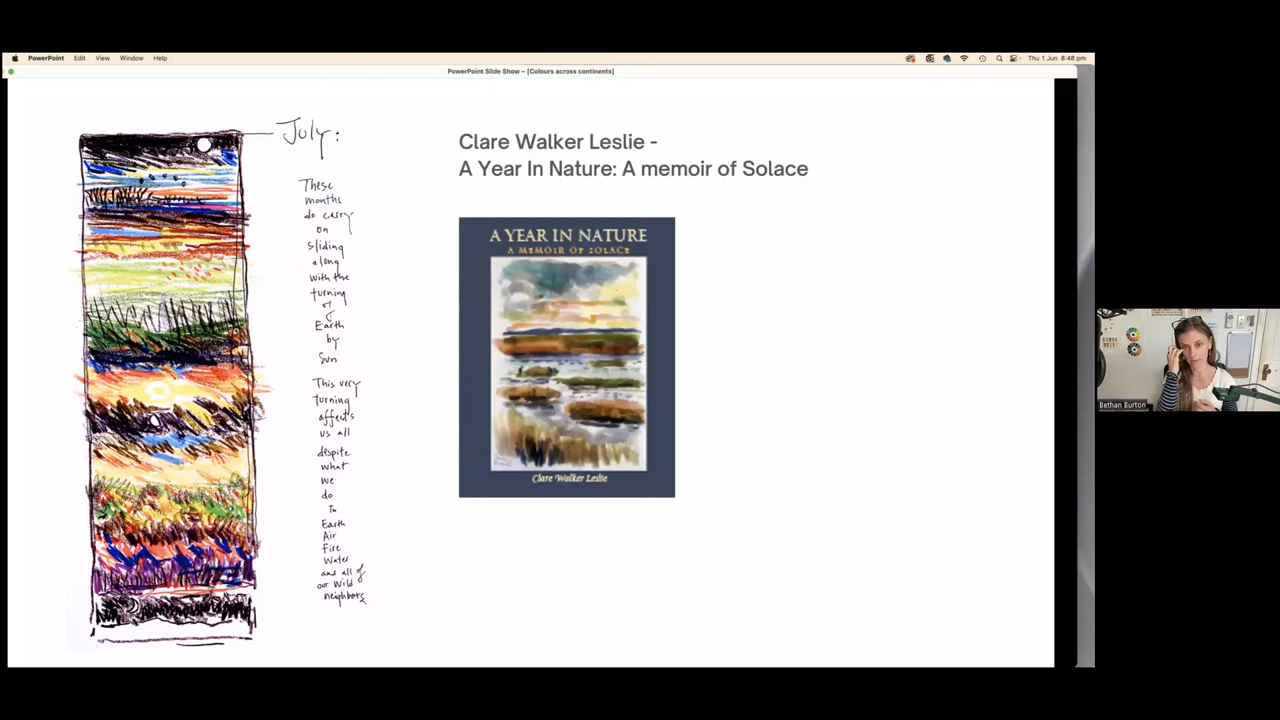 PowerPoint Edit View Window Help
Thu 1 Jun 8:48 pm
PowerPoint Slide Show – [Colours across continents]
July:
These
months
do carry
on
sliding
along
with the
turning
of
Earth
by
Sun
This very
turning
affects
us all
despite
what
we
do
To
Earth
Air
Fire
Water
and all of
our wild
neighbors
Clare Walker Leslie -
A Year In Nature: A memoir of Solace
A YEAR IN NATURE
A MEMOIR OF SOLACE
Clare Walker Leslie
Bethan Burton